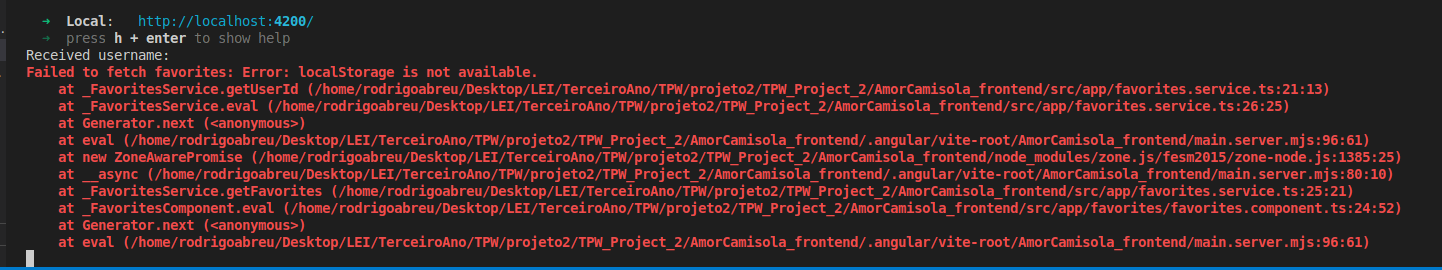 ➜  Local:   http://localhost:4200/
➜  press h + enter to show help
Received username:
Failed to fetch favorites: Error: localStorage is not available.
    at _FavoritesService.getUserId (/home/rodrigoabreu/Desktop/LEI/TerceiroAno/TPW/projeto2/TPW_Project_2/AmorCamisola_frontend/src/app/favorites.service.ts:21:13)
    at _FavoritesService.eval (/home/rodrigoabreu/Desktop/LEI/TerceiroAno/TPW/projeto2/TPW_Project_2/AmorCamisola_frontend/src/app/favorites.service.ts:26:25)
    at Generator.next (<anonymous>)
    at eval (/home/rodrigoabreu/Desktop/LEI/TerceiroAno/TPW/projeto2/TPW_Project_2/AmorCamisola_frontend/.angular/vite-root/AmorCamisola_frontend/main.server.mjs:96:61)
    at new ZoneAwarePromise (/home/rodrigoabreu/Desktop/LEI/TerceiroAno/TPW/projeto2/TPW_Project_2/AmorCamisola_frontend/node_modules/zone.js/fesm2015/zone-node.js:1385:25)
    at __async (/home/rodrigoabreu/Desktop/LEI/TerceiroAno/TPW/projeto2/TPW_Project_2/AmorCamisola_frontend/.angular/vite-root/AmorCamisola_frontend/main.server.mjs:80:10)
    at _FavoritesService.getFavorites (/home/rodrigoabreu/Desktop/LEI/TerceiroAno/TPW/projeto2/TPW_Project_2/AmorCamisola_frontend/src/app/favorites.service.ts:25:21)
    at _FavoritesComponent.eval (/home/rodrigoabreu/Desktop/LEI/TerceiroAno/TPW/projeto2/TPW_Project_2/AmorCamisola_frontend/src/app/favorites/favorites.component.ts:24:52)
    at Generator.next (<anonymous>)
    at eval (/home/rodrigoabreu/Desktop/LEI/TerceiroAno/TPW/projeto2/TPW_Project_2/AmorCamisola_frontend/.angular/vite-root/AmorCamisola_frontend/main.server.mjs:96:61)